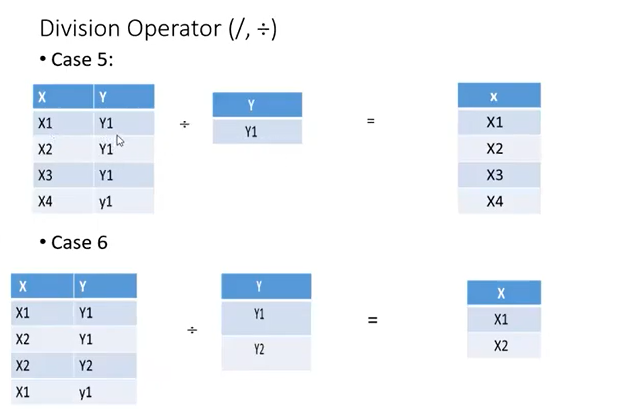 Division Operator (/, ÷)
• Case 5:
X Y
X1 Y1
X2 Y1
X3 Y1
X4 y1
÷
Y
Y1
=
x
X1
X2
X3
X4
• Case 6
X Y
X1 Y1
X2 Y1
X2 Y2
X1 y1
÷
Y
Y1
Y2
=
X
X1
X2